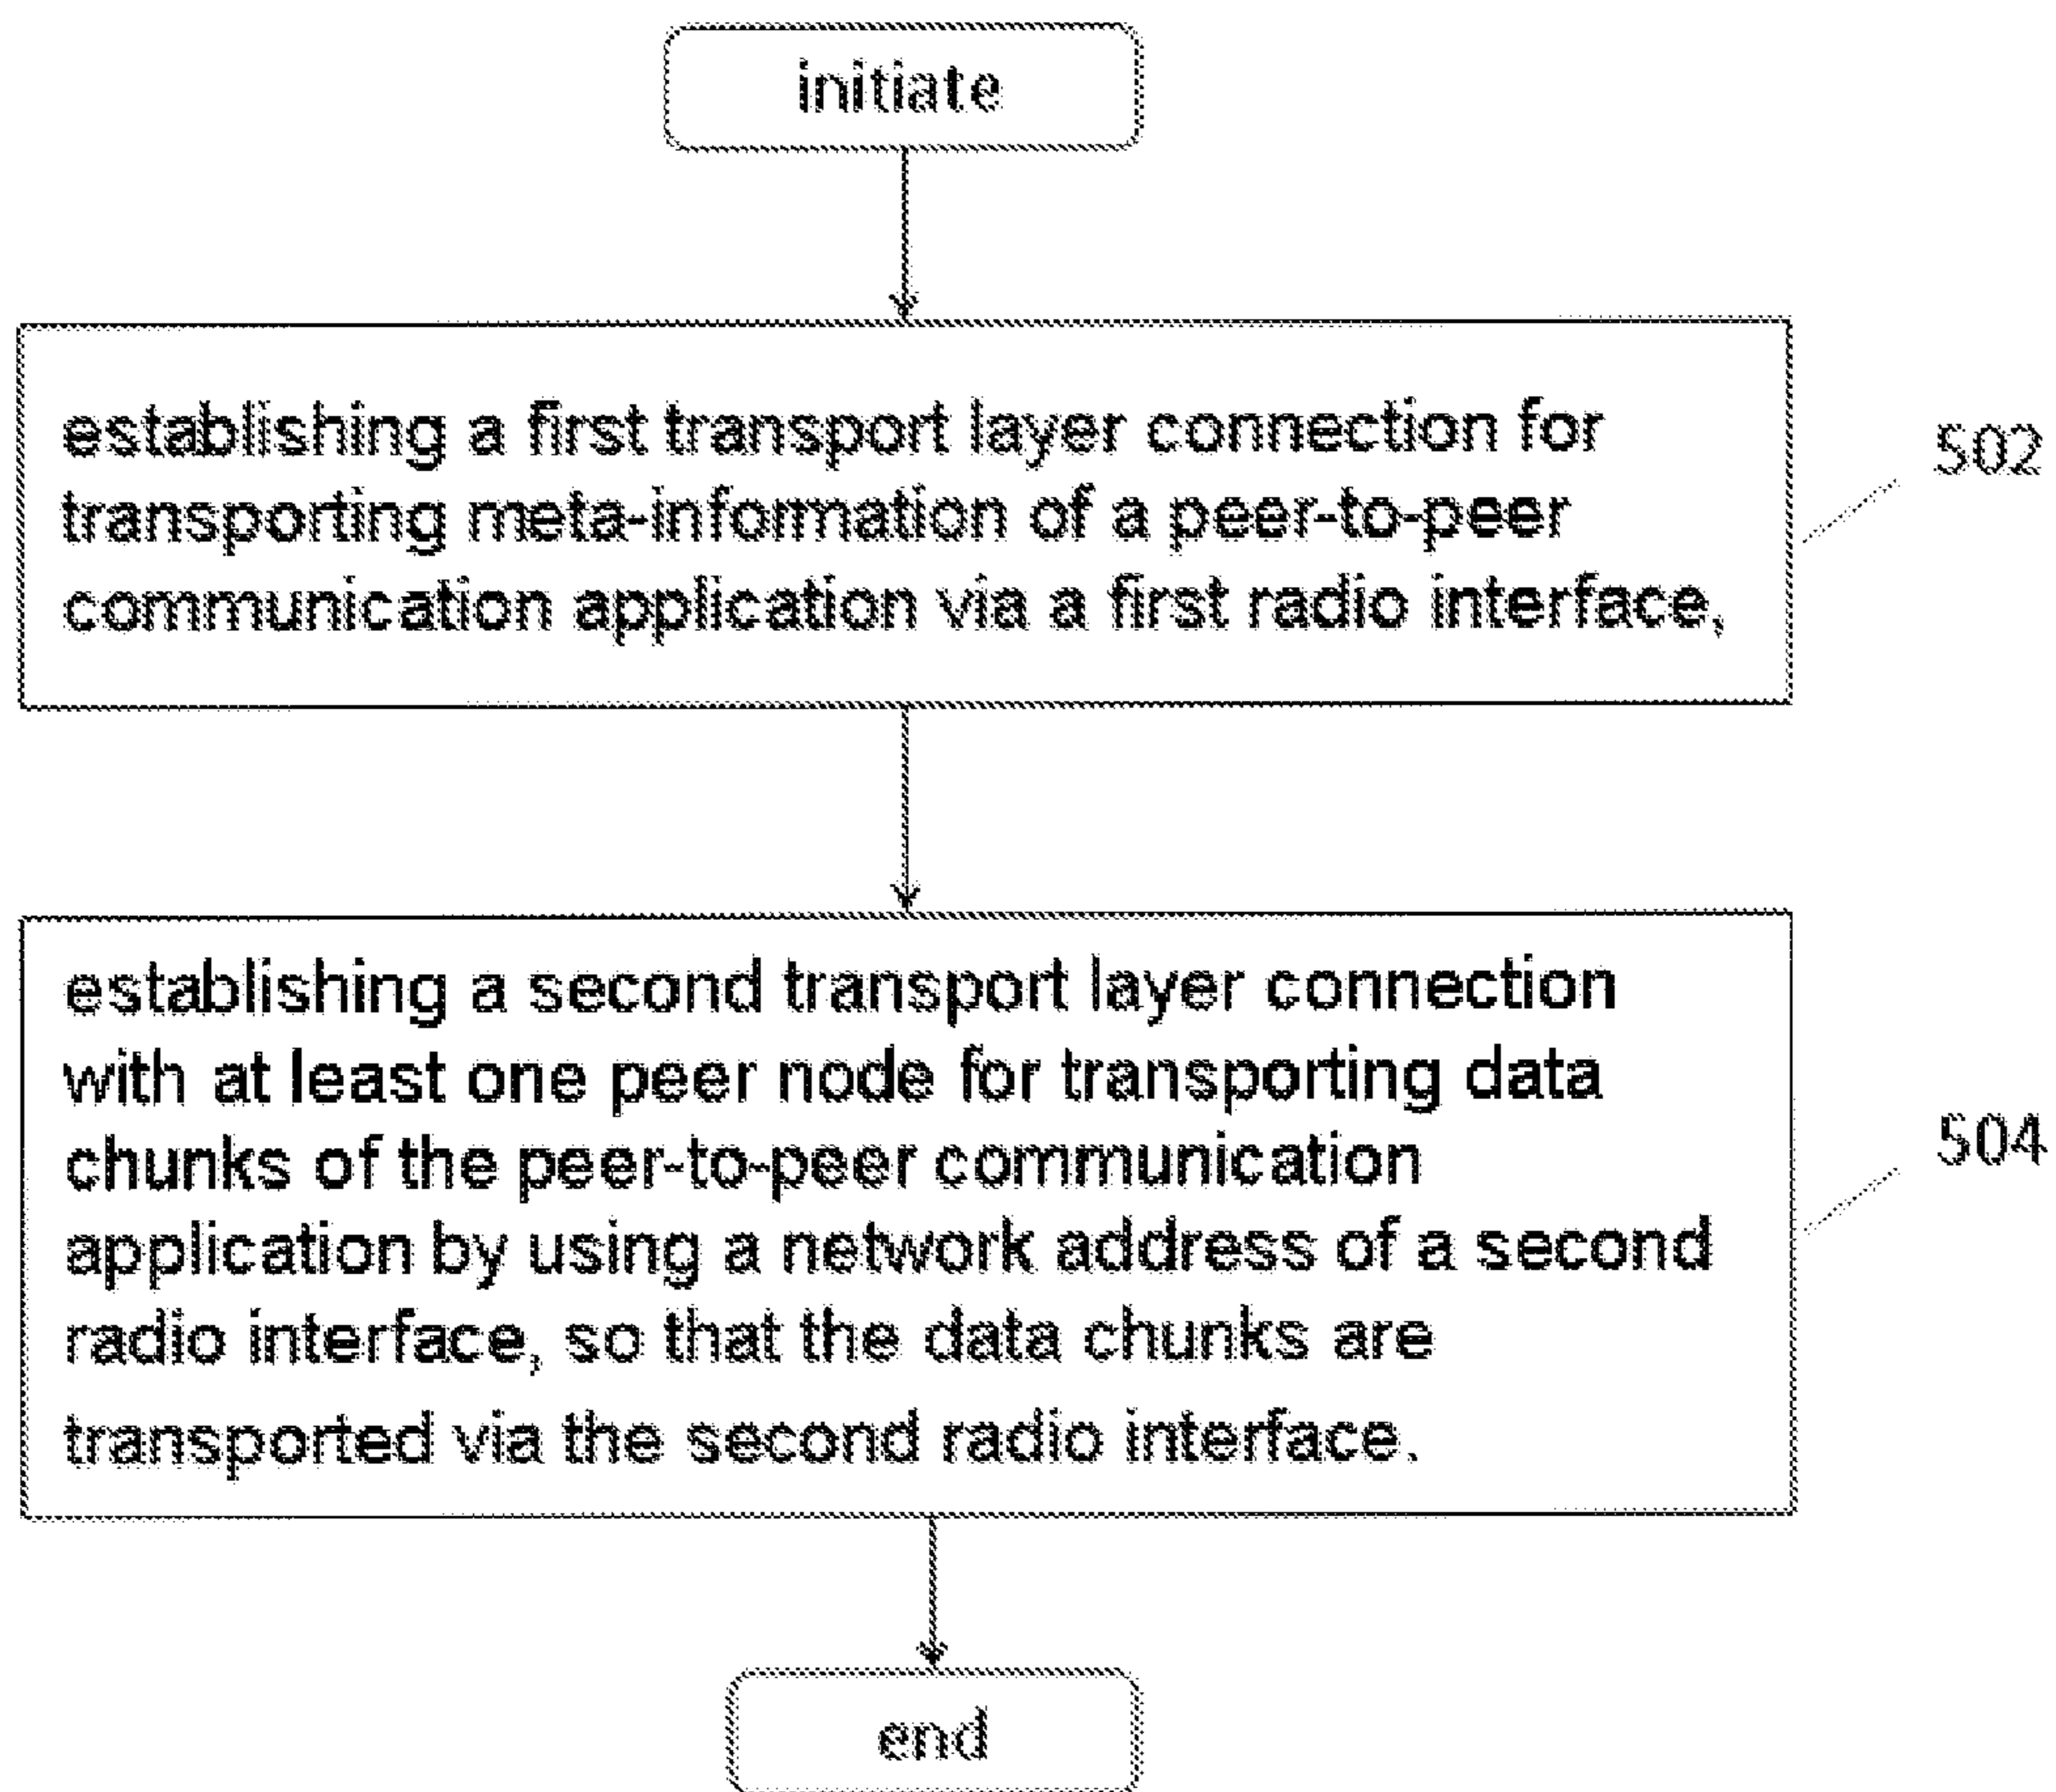 initiate
establishing a first transport layer connection for
transporting meta-information of a peer-to-peer
communication application via a first radio interface,
502
establishing a second transport layer connection
with at least one peer node for transporting data
chunks of the peer-to-peer communication
application by using a network address of a second
radio interface, so that the data chunks are
transported via the second radio interface.
504
end